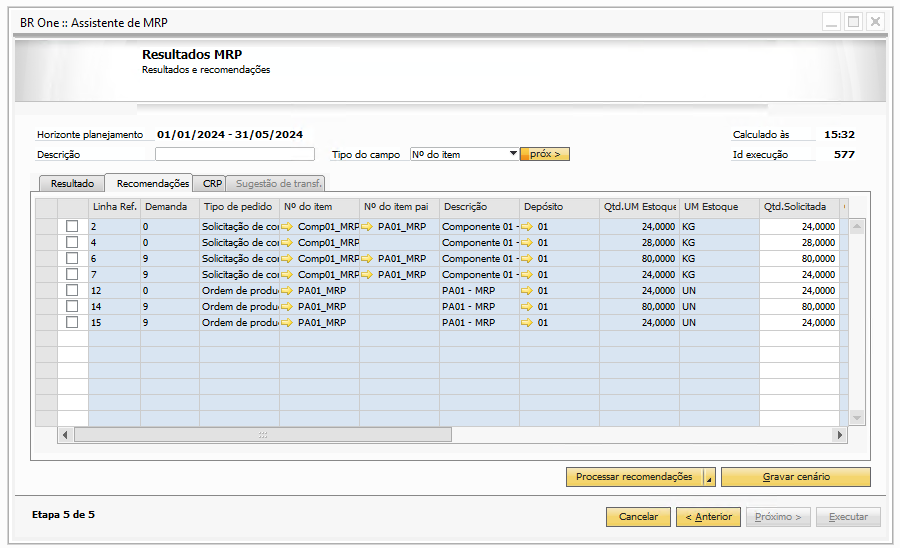 BR One :: Assistente de MRP
Resultados MRP
Resultados e recomendações
Horizonte planejamento 01/01/2024 - 31/05/2024 Calculado às 15:32
Descrição Tipo do campo Nº do item próx > Id execução 577
Resultado Recomendações CRP Sugestão de transf.
Linha Ref. Demanda Tipo de pedido Nº do item Nº do item pai Descrição Depósito Qtd.UM Estoque UM Estoque Qtd.Solicitada
2 0 Solicitação de co Comp01_MRP PA01_MRP Componente 01 - 01 24,0000 KG 24,0000
4 0 Solicitação de co Comp01_MRP Componente 01 - 01 28,0000 KG 28,0000
6 9 Solicitação de co Comp01_MRP PA01_MRP Componente 01 - 01 80,0000 KG 80,0000
7 9 Solicitação de co Comp01_MRP PA01_MRP Componente 01 - 01 24,0000 KG 24,0000
12 0 Ordem de produ PA01_MRP PA01 - MRP 01 24,0000 UN 24,0000
14 9 Ordem de produ PA01_MRP PA01 - MRP 01 80,0000 UN 80,0000
15 9 Ordem de produ PA01_MRP PA01 - MRP 01 24,0000 UN 24,0000
Processar recomendações Gravar cenário
Etapa 5 de 5 Cancelar < Anterior Próximo > Executar